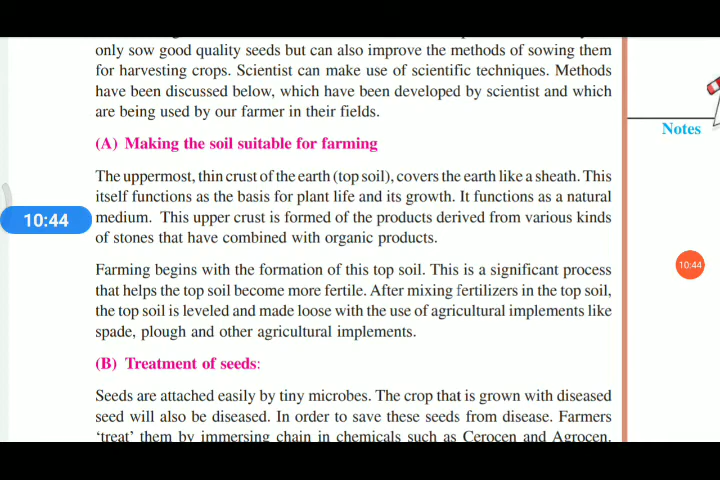 only sow good quality seeds but can also improve the methods of sowing them
for harvesting crops. Scientist can make use of scientific techniques. Methods
have been discussed below, which have been developed by scientist and which
are being used by our farmer in their fields.
Notes
(A) Making the soil suitable for farming
The uppermost, thin crust of the earth (top soil), covers the earth like a sheath. This
itself functions as the basis for plant life and its growth. It functions as a natural
10:44
medium. This upper crust is formed of the products derived from various kinds
of stones that have combined with organic products.
10:44
Farming begins with the formation of this top soil. This is a significant process
that helps the top soil become more fertile. After mixing fertilizers in the top soil,
the top soil is leveled and made loose with the use of agricultural implements like
spade, plough and other agricultural implements.
(B) Treatment of seeds:
Seeds are attached easily by tiny microbes. The crop that is grown with diseased
seed will also be diseased. In order to save these seeds from disease. Farmers
‘treat’ them by immersing chain in chemicals such as Cerocen and Agrocen.